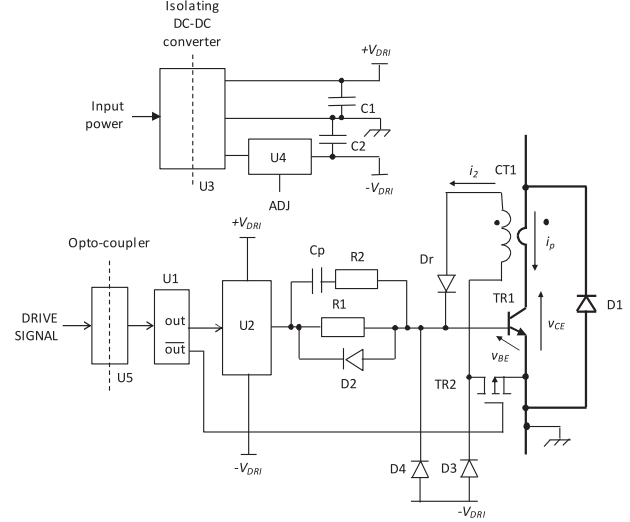 Isolating
DC-DC
converter
+V_DRI
Input
power
C1
C2
U4
U3
ADJ
-V_DRI
i_2
CT1
+V_DRI
Opto-coupler
U1
Cp
R2
Dr
i_p
R1
TR1
D1
DRIVE
SIGNAL
out
out
U2
v_CE
v_BE
U5
D2
TR2
-V_DRI
D4
D3
-V_DRI